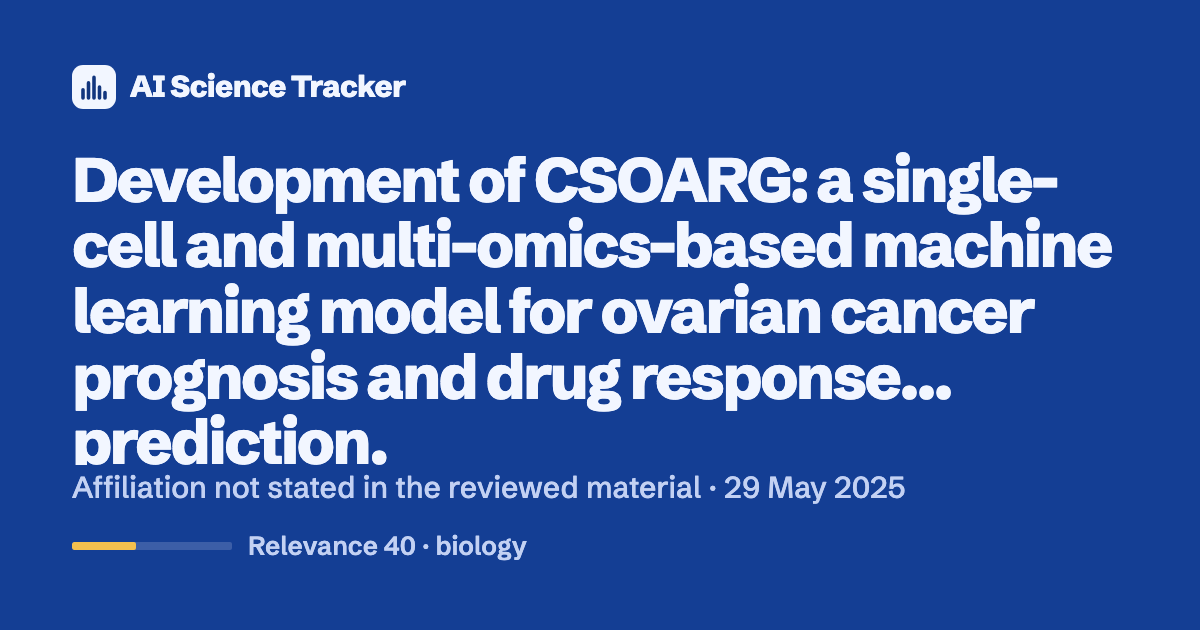 AI Science Tracker
Development of CSOARG: a single-
cell and multi-omics-based machine
learning model for ovarian cancer
prognosis and drug response...
prediction.
Affiliation not stated in the reviewed material · 29 May 2025
Relevance 40 · biology